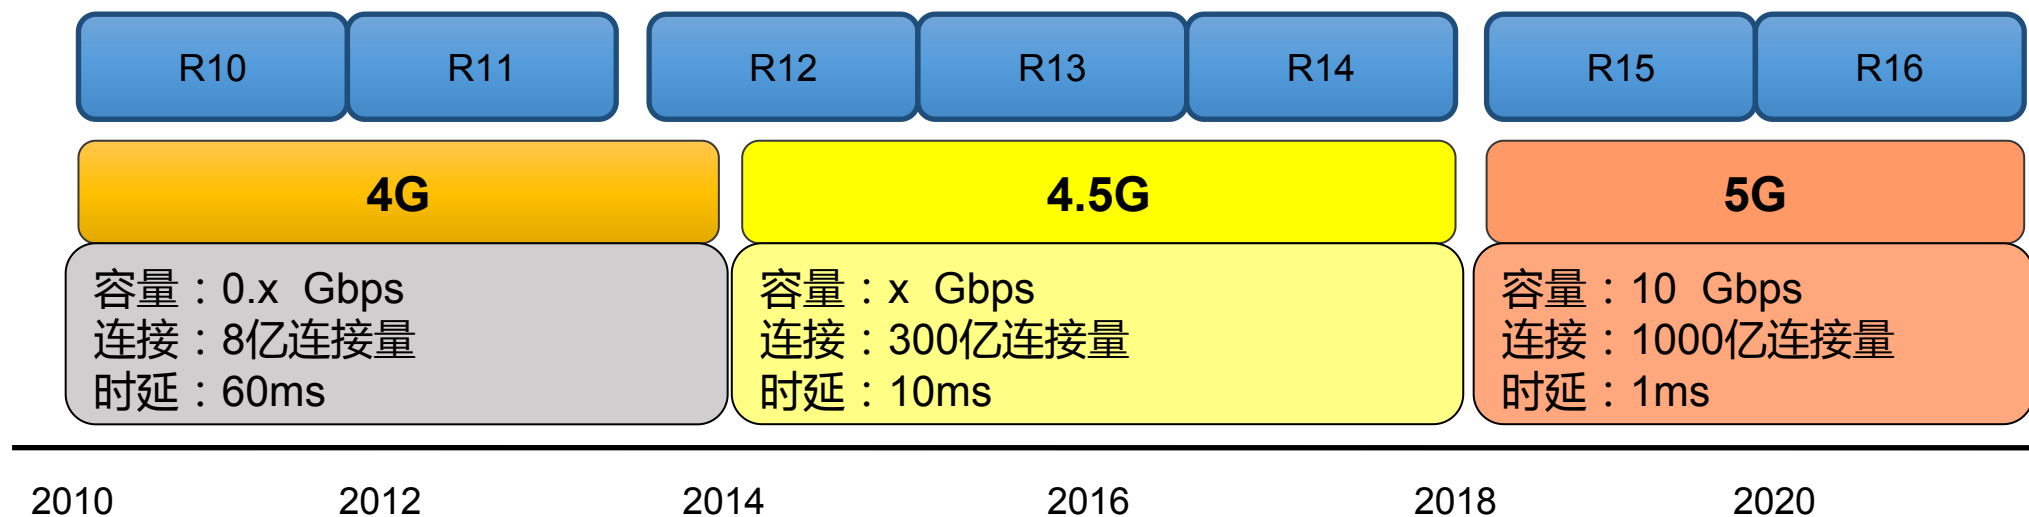 R10 R11 R12 R13 R14 R15 R16
4G 4.5G 5G
容量：0.x Gbps
连接：8亿连接量
时延：60ms
容量：x Gbps
连接：300亿连接量
时延：10ms
容量：10 Gbps
连接：1000亿连接量
时延：1ms
2010 2012 2014 2016 2018 2020